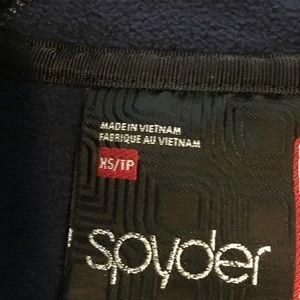 MADE IN VIETNAM
FABRIQUE AU VIETNAM
XS/TP
spyder